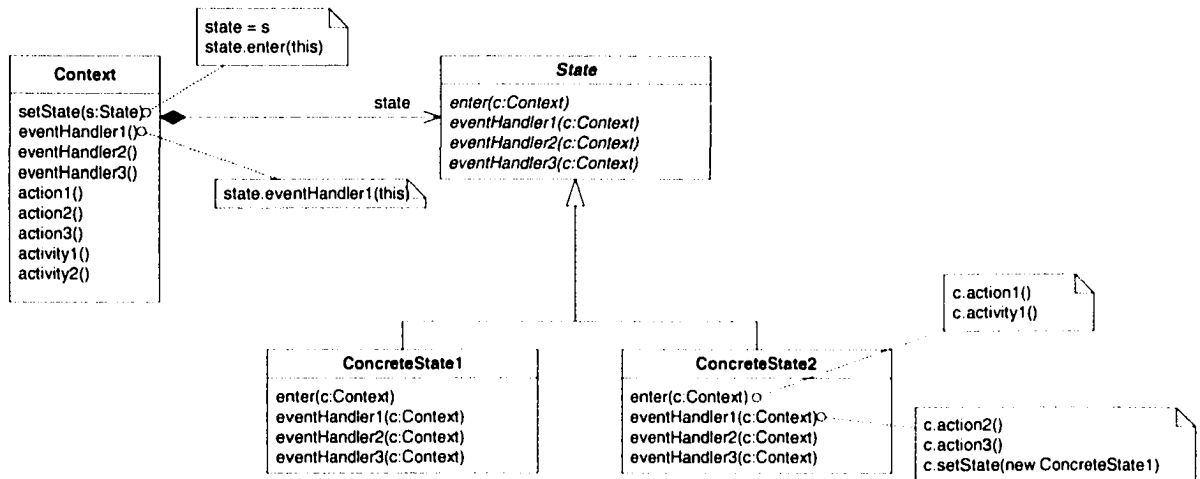 state = s
state.enter(this)
Context
setState(s:State)
eventHandler1()
eventHandler2()
eventHandler3()
action1()
action2()
action3()
activity1()
activity2()
state
State
enter(c:Context)
eventHandler1(c:Context)
eventHandler2(c:Context)
eventHandler3(c:Context)
state.eventHandler1(this)
c.action1()
c.activity1()
ConcreteState1
enter(c:Context)
eventHandler1(c:Context)
eventHandler2(c:Context)
eventHandler3(c:Context)
ConcreteState2
enter(c:Context)
eventHandler1(c:Context)
eventHandler2(c:Context)
eventHandler3(c:Context)
c.action2()
c.action3()
c.setState(new ConcreteState1)